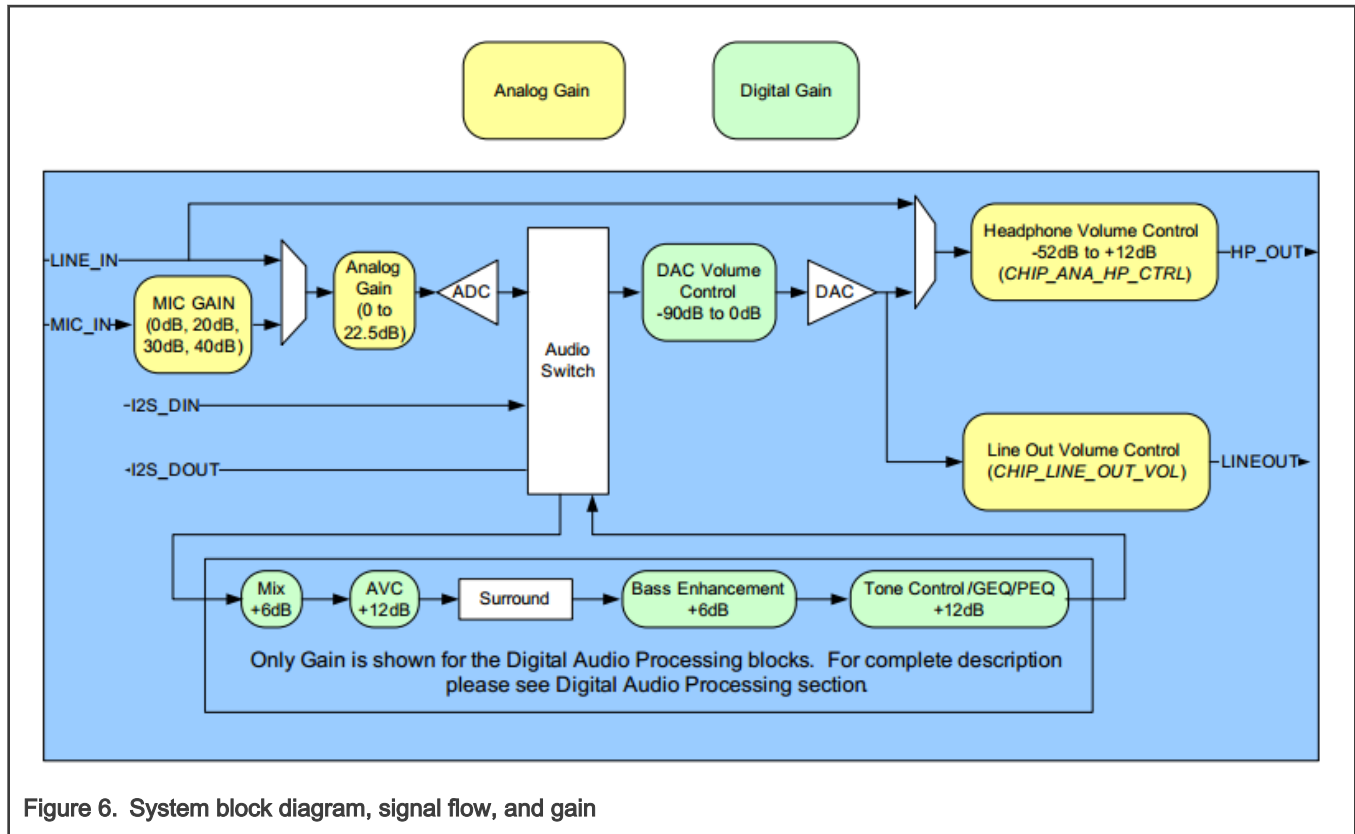 Analog Gain
Digital Gain
LINE_IN
MIC_IN
MIC GAIN
(0dB, 20dB,
30dB, 40dB)
Analog
Gain
(0 to
22.5dB)
ADC
I2S_DIN
I2S_DOUT
Audio
Switch
DAC Volume
Control
-90dB to 0dB
DAC
Headphone Volume Control
-52dB to +12dB
(CHIP_ANA_HP_CTRL)
HP_OUT
Line Out Volume Control
(CHIP_LINE_OUT_VOL)
LINEOUT
Mix
+6dB
AVC
+12dB
Surround
Bass Enhancement
+6dB
Tone Control/GEQ/PEQ
+12dB
Only Gain is shown for the Digital Audio Processing blocks. For complete description
please see Digital Audio Processing section.
Figure 6. System block diagram, signal flow, and gain